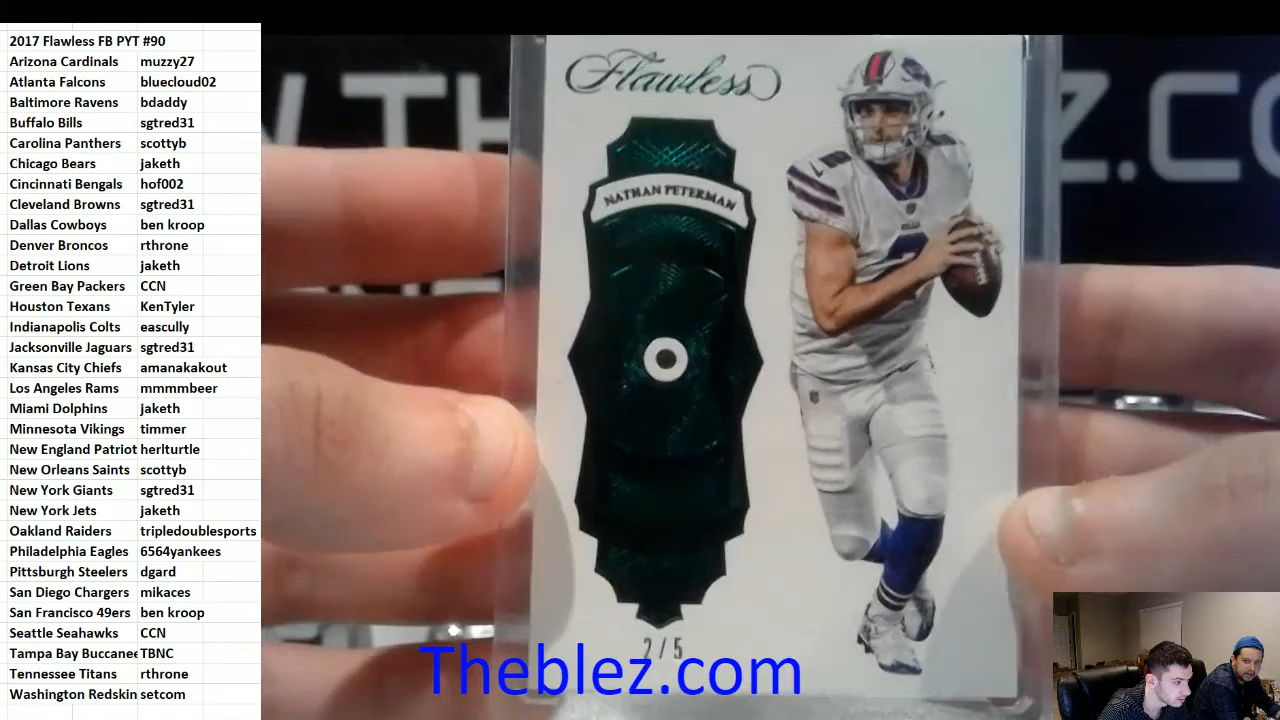 2017 Flawless FB PYT #90
Arizona Cardinals muzzy27
Atlanta Falcons bluecloud02
Baltimore Ravens bdaddy
Buffalo Bills sgtred31
Carolina Panthers scottyb
Chicago Bears jaketh
Cincinnati Bengals hof002
Cleveland Browns sgtred31
Dallas Cowboys ben kroop
Denver Broncos rthrone
Detroit Lions jaketh
Green Bay Packers CCN
Houston Texans KenTyler
Indianapolis Colts eascully
Jacksonville Jaguars sgtred31
Kansas City Chiefs amanakakout
Los Angeles Rams mmmmbeer
Miami Dolphins jaketh
Minnesota Vikings timmer
New England Patriot herlturtle
New Orleans Saints scottyb
New York Giants sgtred31
New York Jets jaketh
Oakland Raiders tripledoublesports
Philadelphia Eagles 6564yankees
Pittsburgh Steelers dgard
San Diego Chargers mikaces
San Francisco 49ers ben kroop
Seattle Seahawks CCN
Tampa Bay Buccanee TBNC
Tennessee Titans rthrone
Washington Redskin setcom
Flawless
NATHAN PETERMAN
2
2/5
Theblez.com